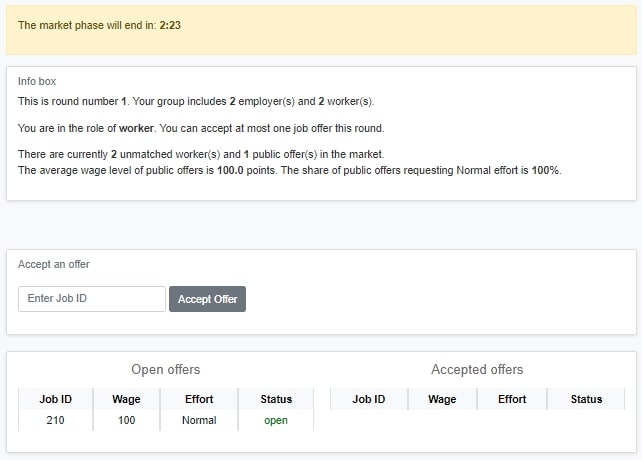 The market phase will end in: 2:23
Info box
This is round number 1. Your group includes 2 employer(s) and 2 worker(s).
You are in the role of worker. You can accept at most one job offer this round.
There are currently 2 unmatched worker(s) and 1 public offer(s) in the market.
The average wage level of public offers is 100.0 points. The share of public offers requesting Normal effort is 100%.
Accept an offer
Enter Job ID Accept Offer
Open offers Accepted offers
Job ID Wage Effort Status Job ID Wage Effort Status
210 100 Normal open